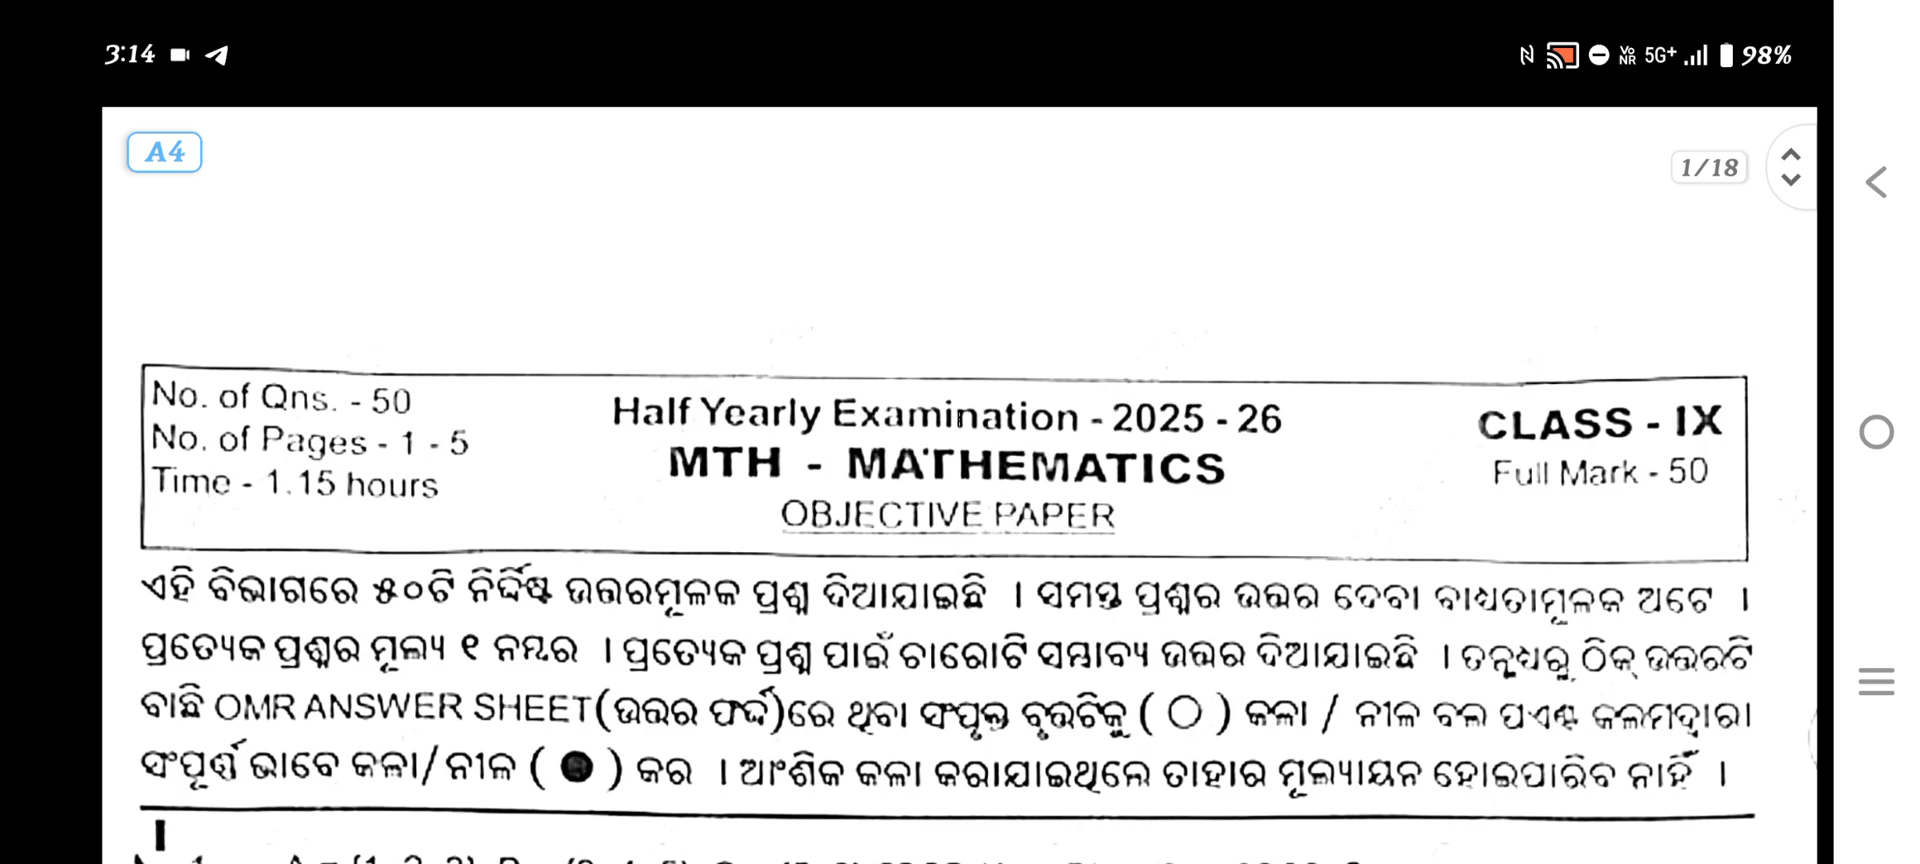 3:14
Vo NR 5G+ 98%
A4
1/18
No. of Qns. - 50
No. of Pages - 1 - 5
Time - 1.15 hours
Half Yearly Examination - 2025 - 26
MTH - MATHEMATICS
OBJECTIVE PAPER
CLASS - IX
Full Mark - 50
ଏହି ବିଭାଗରେ ୫୦ଟି ନିର୍ଦ୍ଦିଷ୍ଟ ଉତ୍ତରମୂଳକ ପ୍ରଶ୍ନ ଦିଆଯାଇଛି । ସମସ୍ତ ପ୍ରଶ୍ନର ଉତ୍ତର ଦେବା ବାଧ୍ୟତାମୂଳକ ଅଟେ ।
ପ୍ରତ୍ୟେକ ପ୍ରଶ୍ନର ମୂଲ୍ୟ ୧ ନମ୍ବର । ପ୍ରତ୍ୟେକ ପ୍ରଶ୍ନ ପାଇଁ ଚାରୋଟି ସମ୍ଭାବ୍ୟ ଉତ୍ତର ଦିଆଯାଇଛି । ତନ୍ମଧ୍ୟରୁ ଠିକ୍ ଉତ୍ତରଟି
ବାଛି OMR ANSWER SHEET (ଉତ୍ତର ଫର୍ଦ୍ଦ)ରେ ଥିବା ସଂପୃକ୍ତ ବୃତ୍ତଟିକୁ ( ○ ) କଳା / ନୀଳ ବଲ ପଏଣ୍ଟ କଲମଦ୍ୱାରା
ସଂପୂର୍ଣ୍ଣ ଭାବେ କଳା/ନୀଳ ( ● ) କର । ଆଂଶିକ କଳା କରାଯାଇଥିଲେ ତାହାର ମୂଲ୍ୟାୟନ ହୋଇପାରିବ ନାହିଁ ।
I